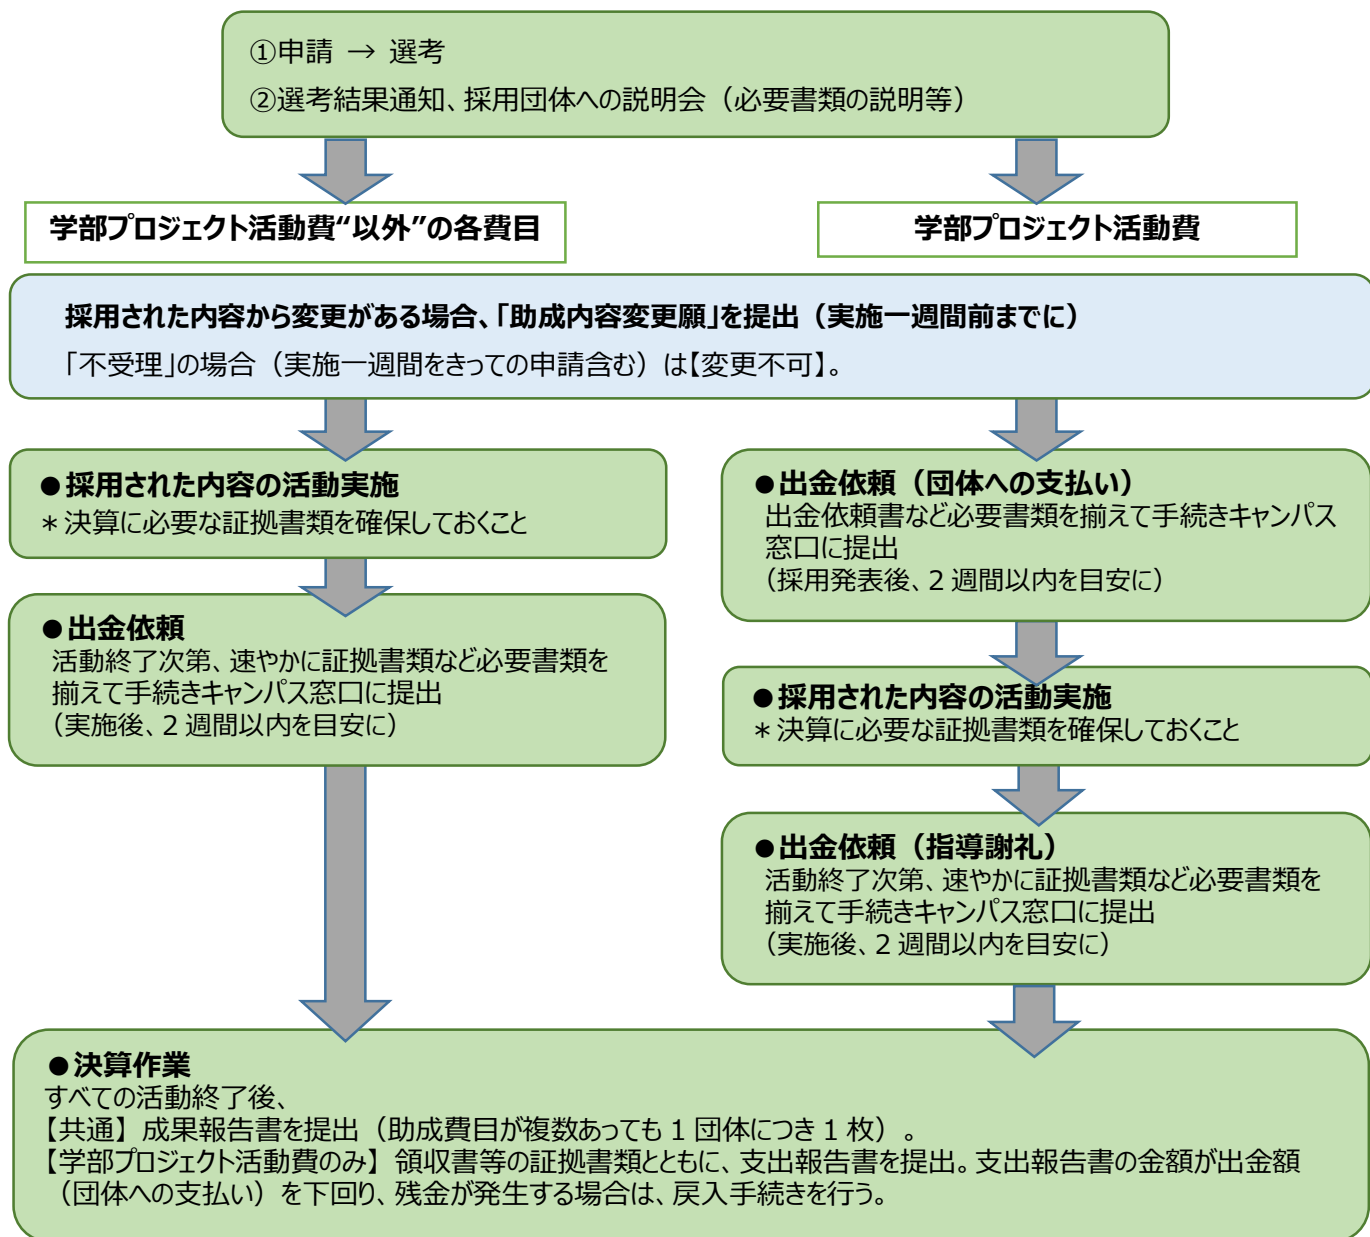 ①申請 → 選考
②選考結果通知、採用団体への説明会（必要書類の説明等）
学部プロジェクト活動費“以外”の各費目
学部プロジェクト活動費
採用された内容から変更がある場合、「助成内容変更願」を提出（実施一週間前までに）
「不受理」の場合（実施一週間をきっての申請含む）は【変更不可】。
●採用された内容の活動実施
＊決算に必要な証拠書類を確保しておくこと
●出金依頼
活動終了次第、速やかに証拠書類など必要書類を
揃えて手続きキャンパス窓口に提出
（実施後、2 週間以内を目安に）
●出金依頼（団体への支払い）
出金依頼書など必要書類を揃えて手続きキャンパス
窓口に提出
（採用発表後、2 週間以内を目安に）
●採用された内容の活動実施
＊決算に必要な証拠書類を確保しておくこと
●出金依頼（指導謝礼）
活動終了次第、速やかに証拠書類など必要書類を
揃えて手続きキャンパス窓口に提出
（実施後、2 週間以内を目安に）
●決算作業
すべての活動終了後、
【共通】成果報告書を提出（助成費目が複数あっても 1 団体につき 1 枚）。
【学部プロジェクト活動費のみ】領収書等の証拠書類とともに、支出報告書を提出。支出報告書の金額が出金額
（団体への支払い）を下回り、残金が発生する場合は、戻入手続きを行う。